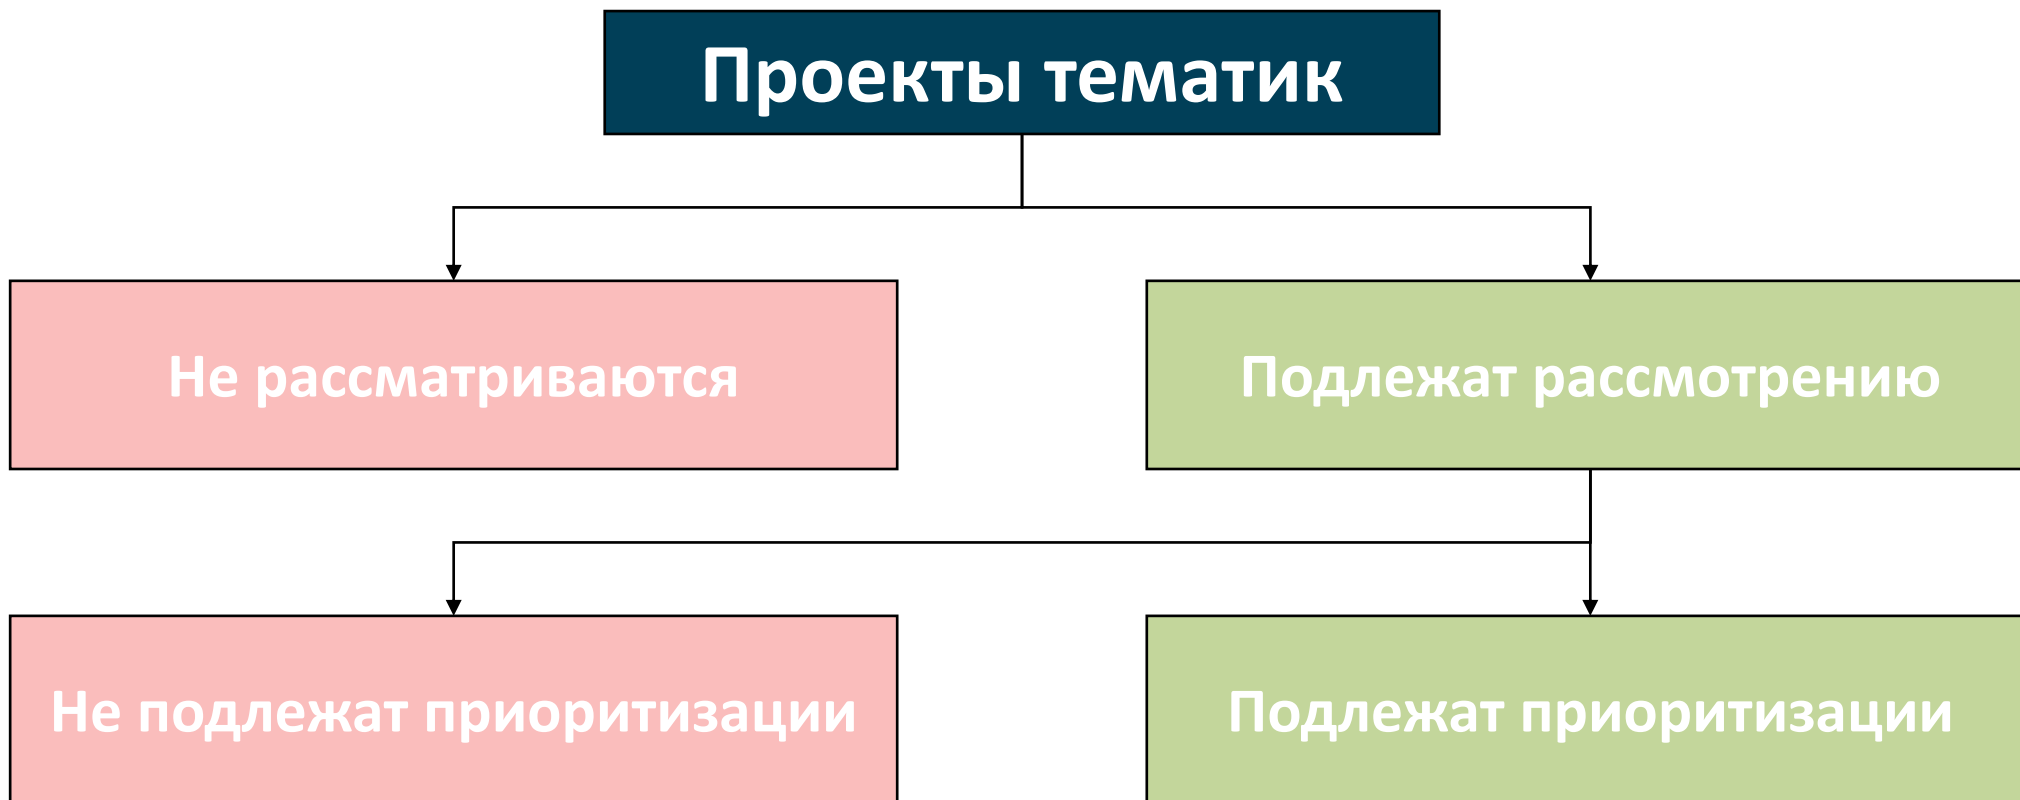 Проекты тематик
Не рассматриваются
Подлежат рассмотрению
Не подлежат приоритизации
Подлежат приоритизации